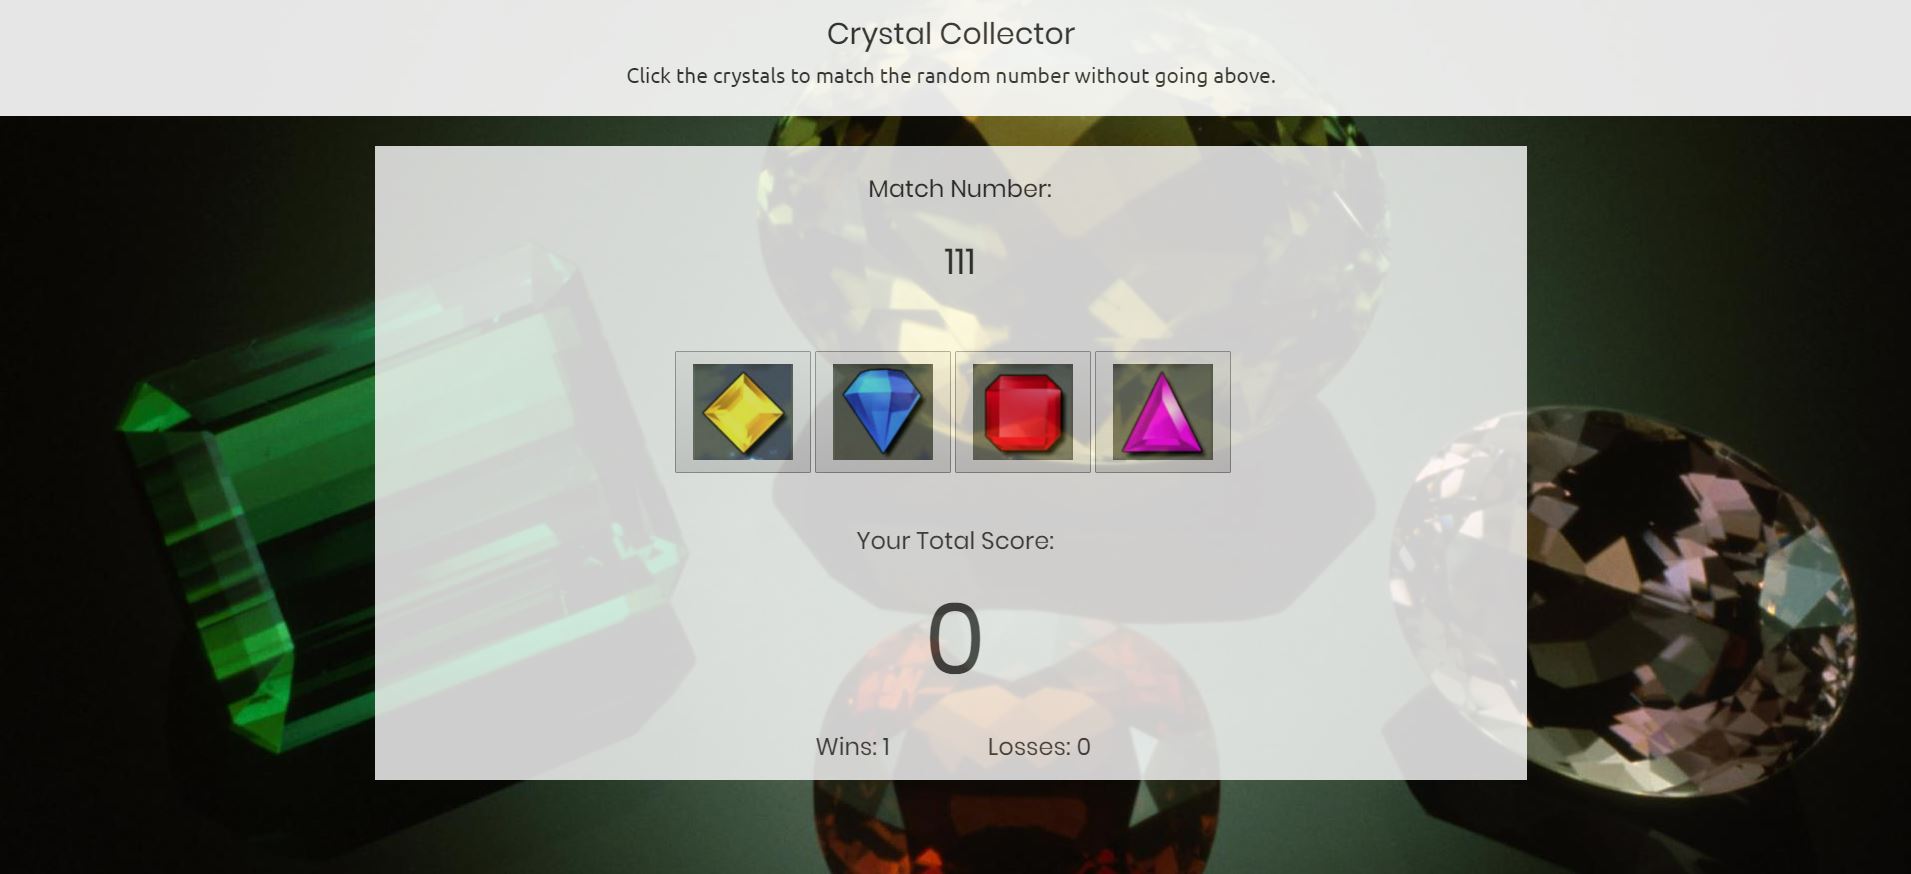 Crystal Collector
Click the crystals to match the random number without going above.
Match Number:
111
Your Total Score:
0
Wins: 1 Losses: 0